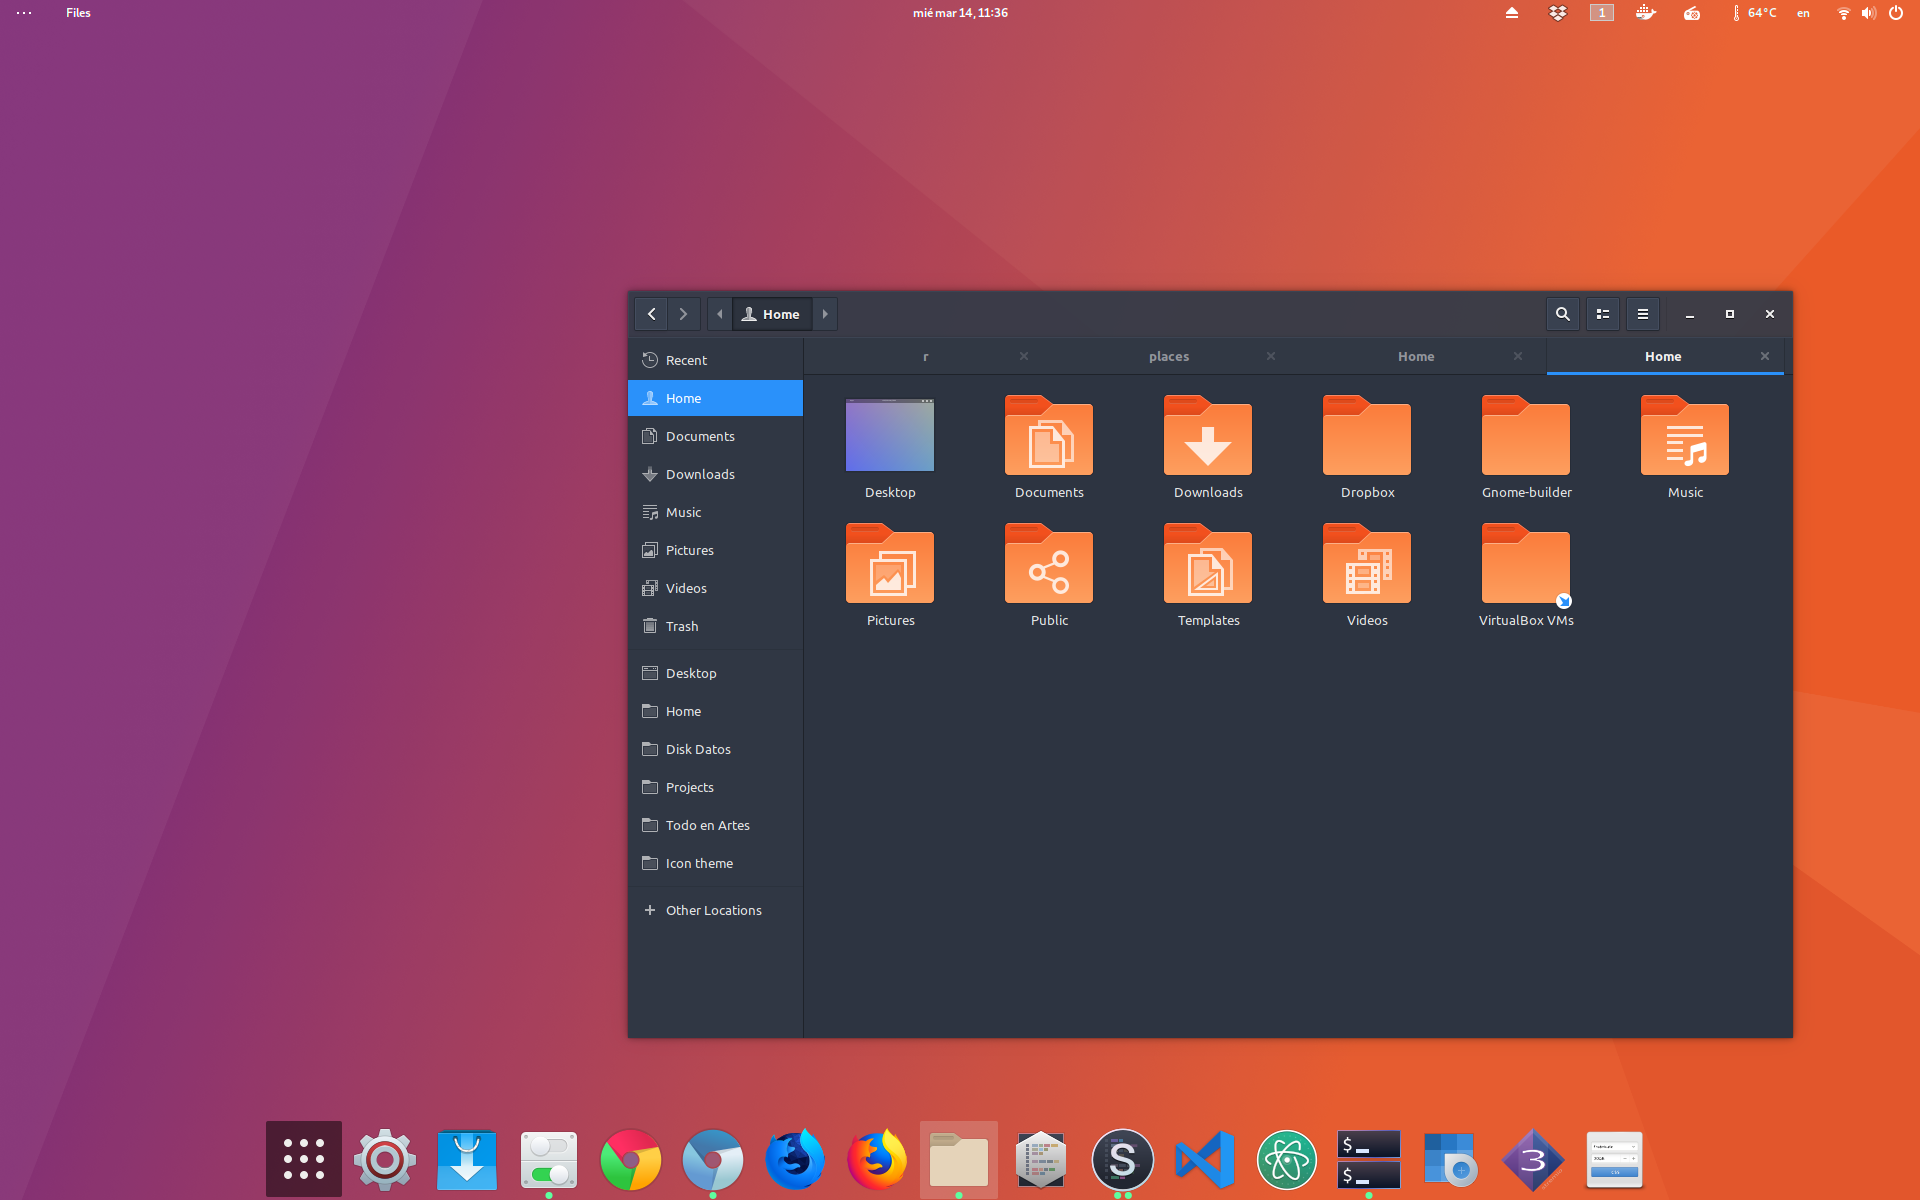 Files
mié mar 14, 11:36
1
64°C
en
Home
r
places
Home
Home
Recent
Home
Documents
Downloads
Music
Pictures
Videos
Trash
Desktop
Home
Disk Datos
Projects
Todo en Artes
Icon theme
Other Locations
Desktop
Documents
Downloads
Dropbox
Gnome-builder
Music
Pictures
Public
Templates
Videos
VirtualBox VMs
S
$
$
3